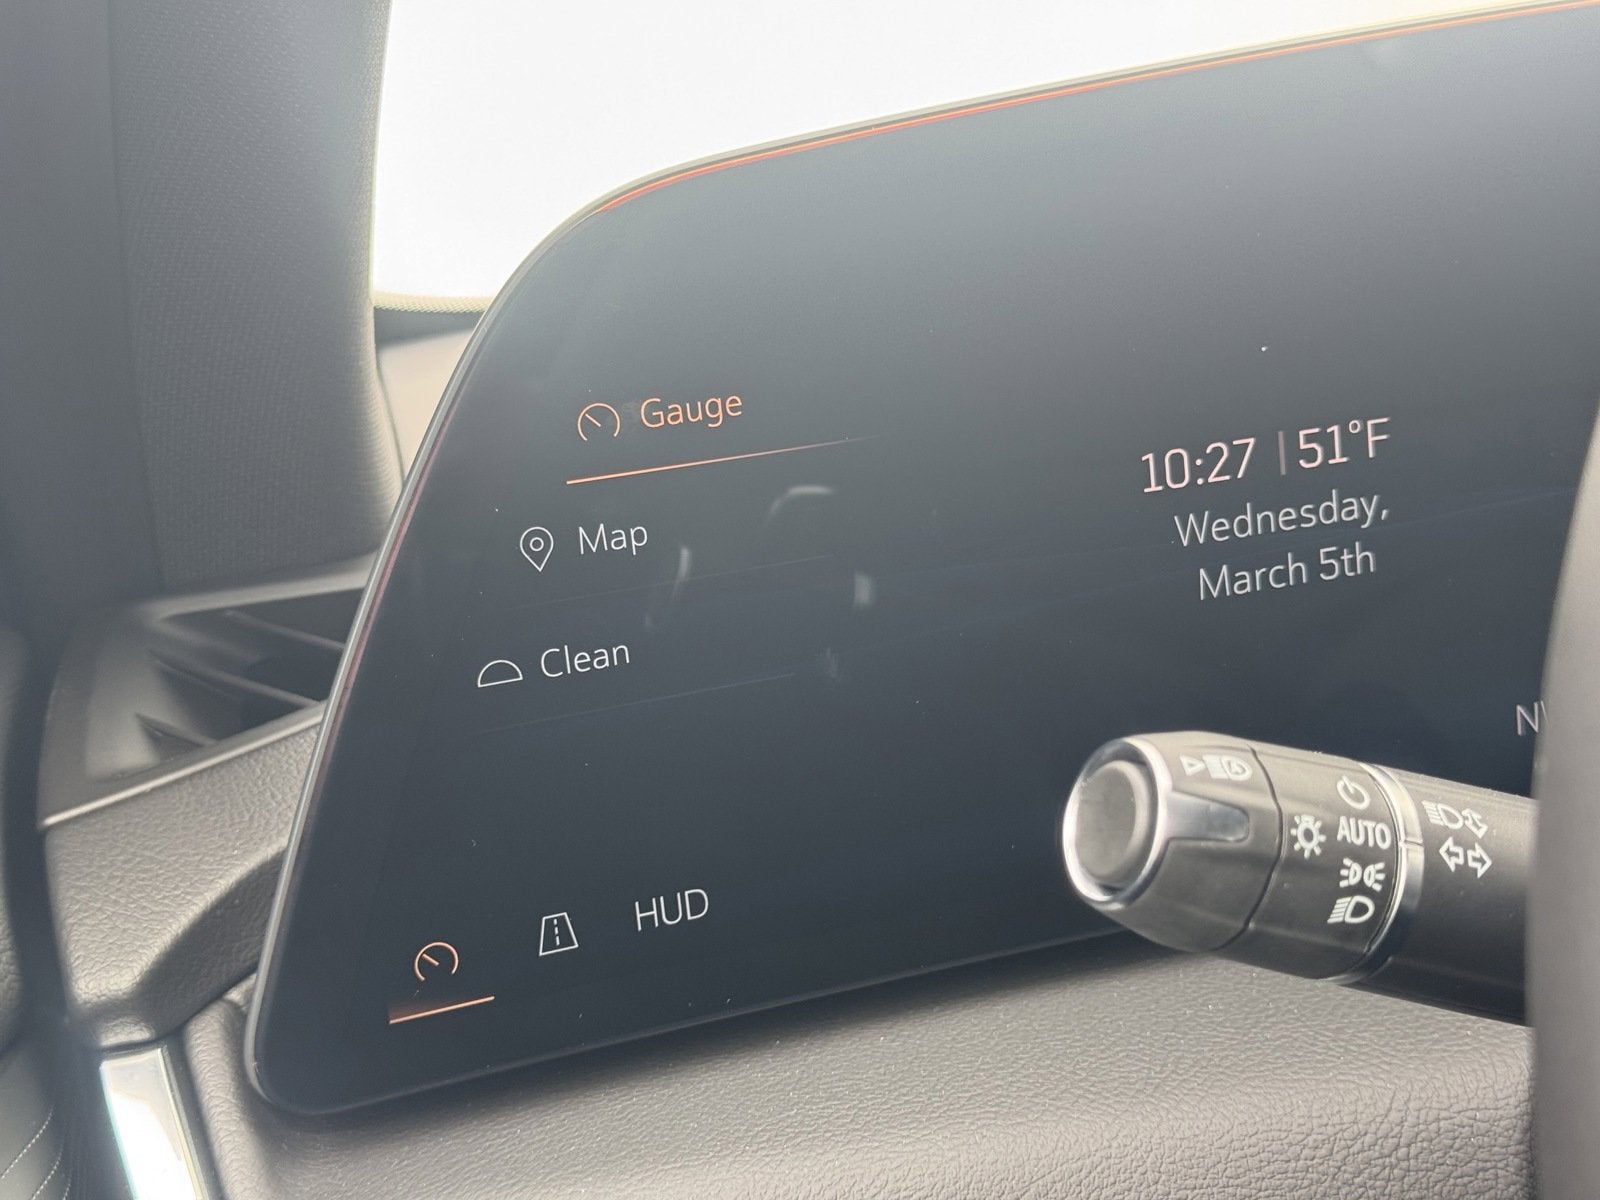 Gauge
10:27 | 51°F
Map
Wednesday,
March 5th
Clean
HUD
AUTO